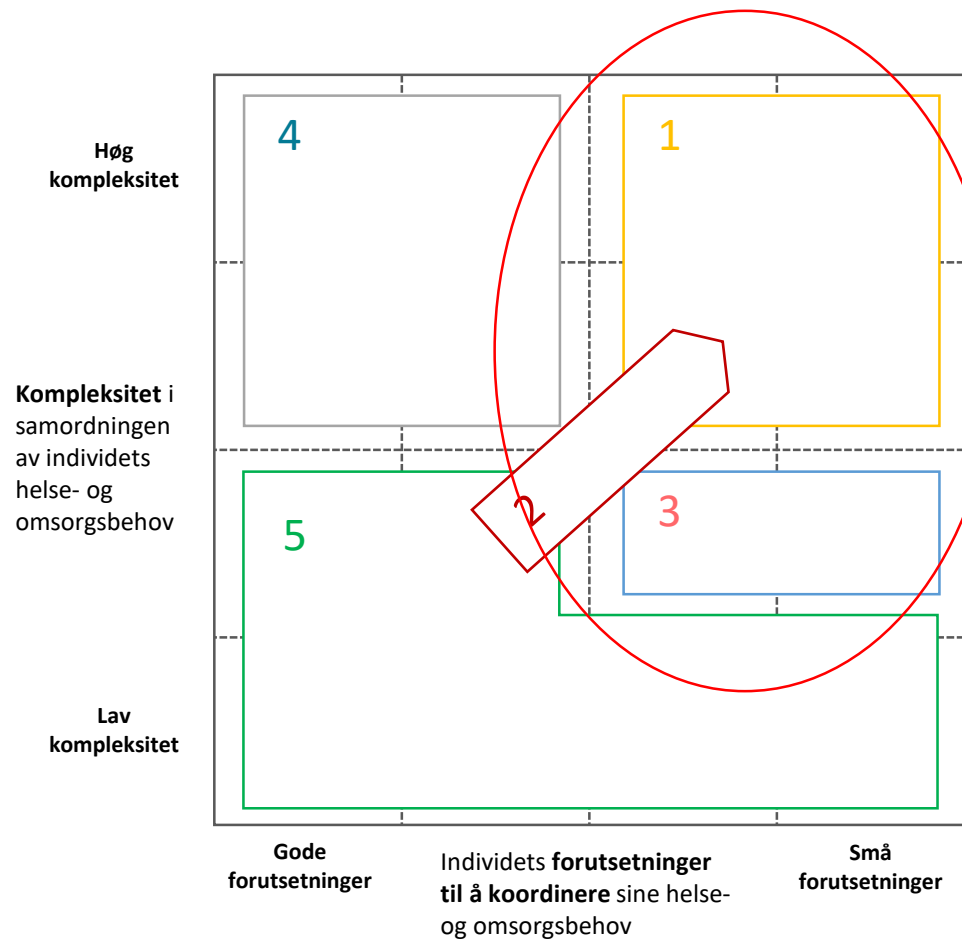 4
1
Høg
kompleksitet
Kompleksitet i
samordningen
av individets
helse- og
omsorgsbehov
2
3
5
Lav
kompleksitet
Gode
forutsetninger
Individets forutsetninger
til å koordinere sine helse-
og omsorgsbehov
Små
forutsetninger